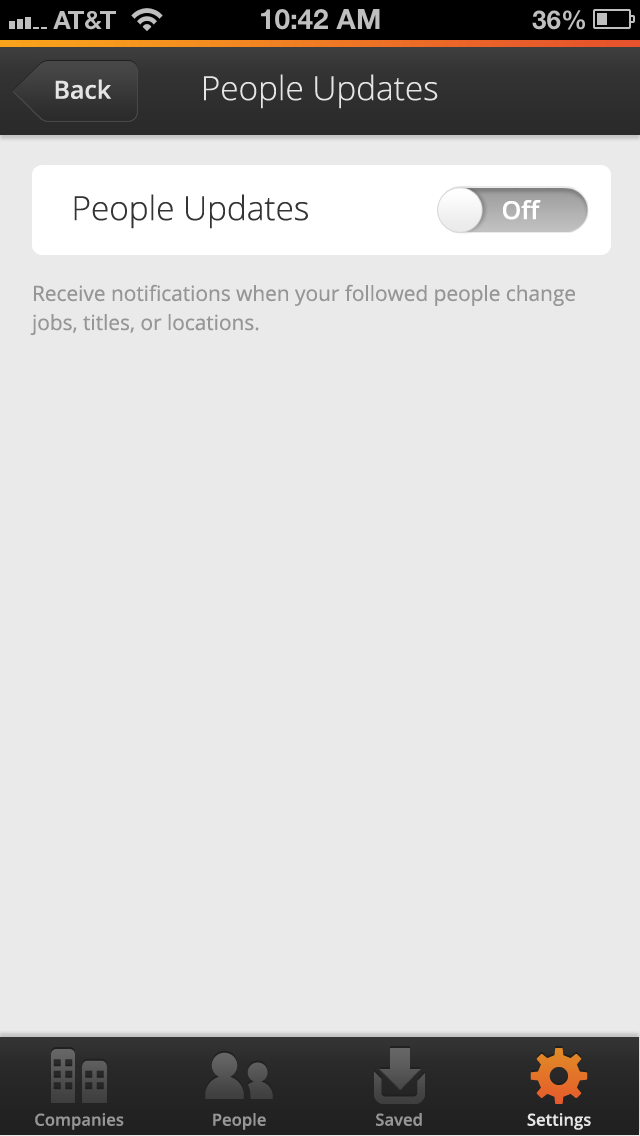 AT&T 10:42 AM 36%
Back People Updates
People Updates Off
Receive notifications when your followed people change
jobs, titles, or locations.
Companies People Saved Settings